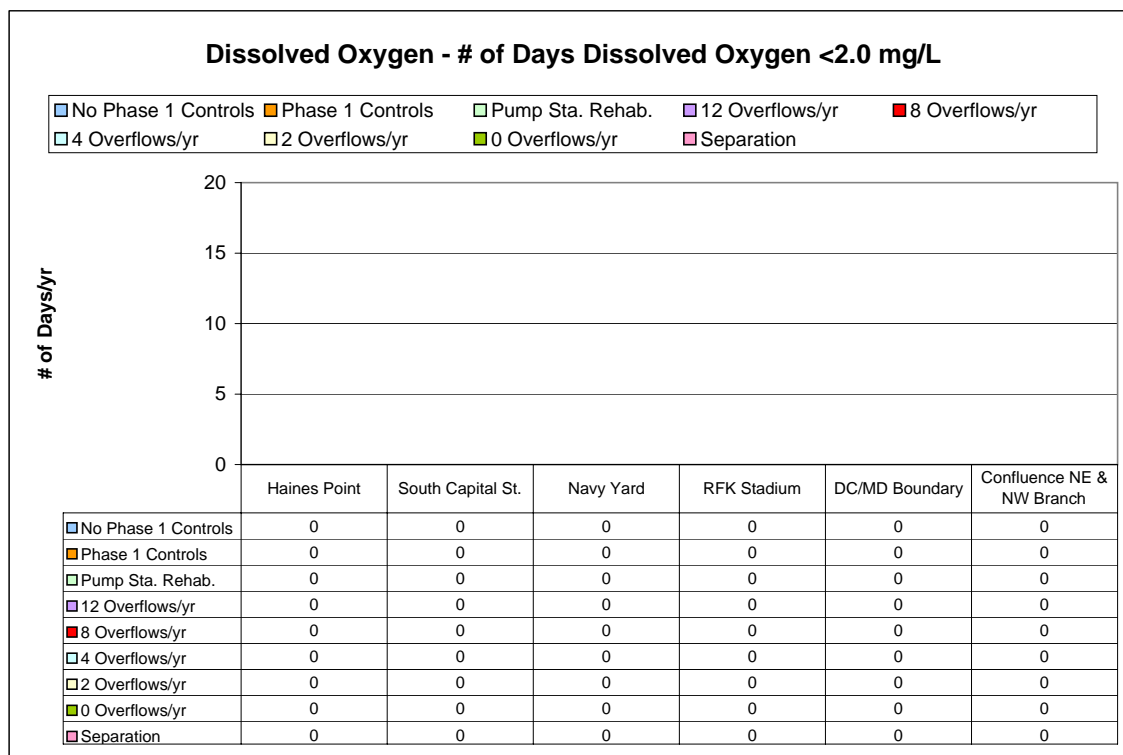 Dissolved Oxygen - # of Days Dissolved Oxygen <2.0 mg/L
No Phase 1 Controls Phase 1 Controls Pump Sta. Rehab. 12 Overflows/yr 8 Overflows/yr
4 Overflows/yr 2 Overflows/yr 0 Overflows/yr Separation
# of Days/yr
20
15
10
5
0
Haines Point South Capital St. Navy Yard RFK Stadium DC/MD Boundary Confluence NE &
NW Branch
No Phase 1 Controls 0 0 0 0 0 0
Phase 1 Controls 0 0 0 0 0 0
Pump Sta. Rehab. 0 0 0 0 0 0
12 Overflows/yr 0 0 0 0 0 0
8 Overflows/yr 0 0 0 0 0 0
4 Overflows/yr 0 0 0 0 0 0
2 Overflows/yr 0 0 0 0 0 0
0 Overflows/yr 0 0 0 0 0 0
Separation 0 0 0 0 0 0